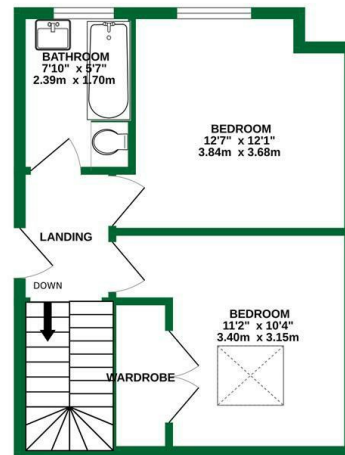 BATHROOM
7'10" x 5'7"
2.39m x 1.70m
BEDROOM
12'7" x 12'1"
3.84m x 3.68m
LANDING
DOWN
BEDROOM
11'2" x 10'4"
3.40m x 3.15m
WARDROBE